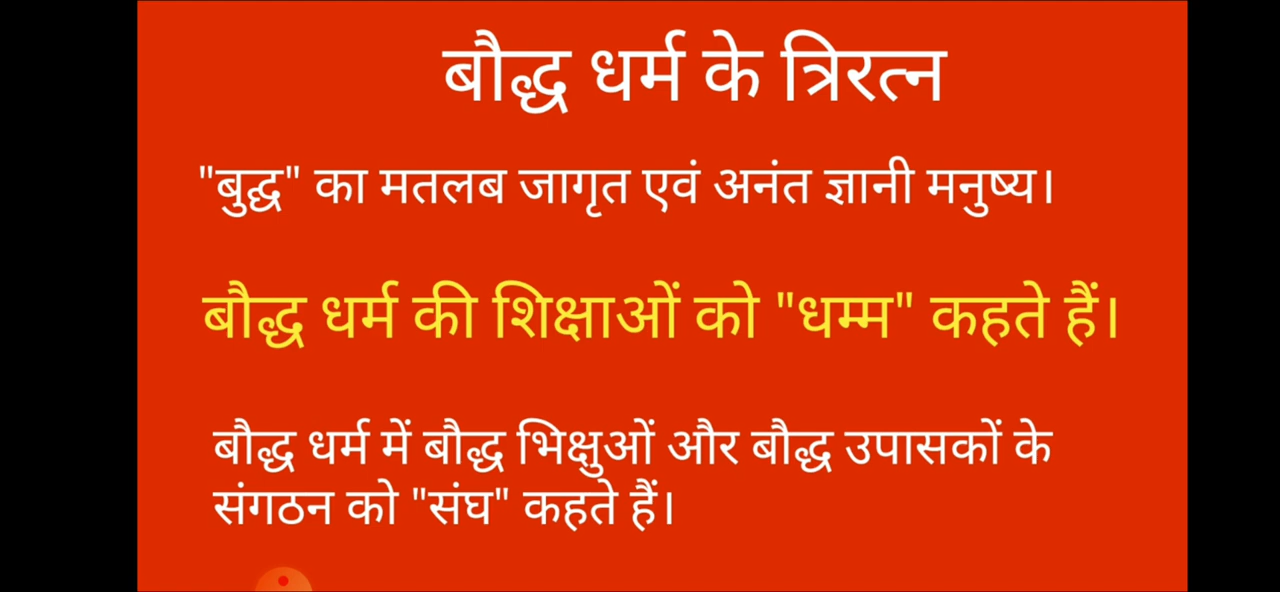 बौद्ध धर्म के त्रिरत्न
"बुद्ध" का मतलब जागृत एवं अनंत ज्ञानी मनुष्य।
बौद्ध धर्म की शिक्षाओं को "धम्म" कहते हैं।
बौद्ध धर्म में बौद्ध भिक्षुओं और बौद्ध उपासकों के
संगठन को "संघ" कहते हैं।